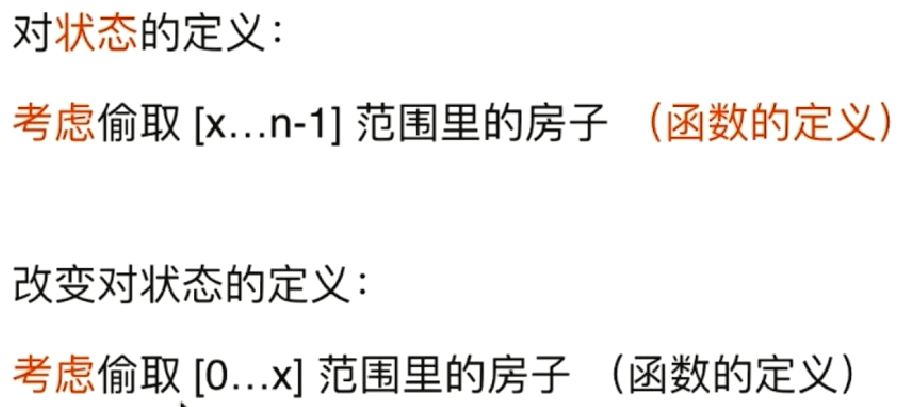 对状态的定义：
考虑偷取 [x…n-1] 范围里的房子 （函数的定义）
改变对状态的定义：
考虑偷取 [0…x] 范围里的房子 （函数的定义）